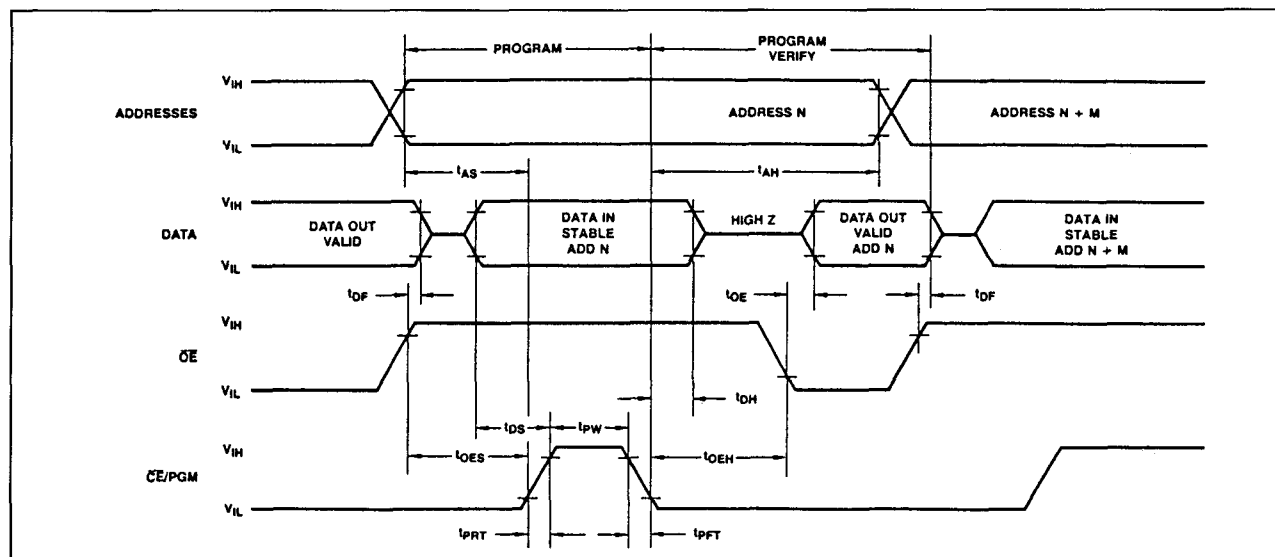 PROGRAM
PROGRAM
VERIFY
VIH
ADDRESSES
ADDRESS N
ADDRESS N + M
VIL
tAS
tAH
VIH
DATA
DATA OUT
VALID
DATA IN
STABLE
ADD N
HIGH Z
DATA OUT
VALID
ADD N
DATA IN
STABLE
ADD N + M
VIL
tDF
tOE
tDF
VIH
O̅E̅
VIL
tDH
tDS
tPW
VIH
tOES
tOEH
C̅E̅/PGM
VIL
tPRT
tPFT